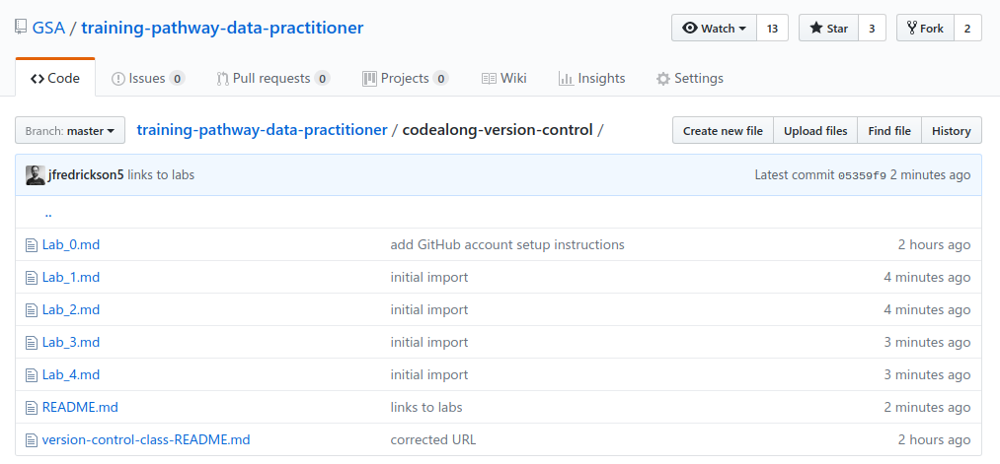 GSA / training-pathway-data-practitioner Watch 13 Star 3 Fork 2
Code Issues 0 Pull requests 0 Projects 0 Wiki Insights Settings
Branch: master training-pathway-data-practitioner / codealong-version-control / Create new file Upload files Find file History
jfredrickson5 links to labs Latest commit 05359f9 2 minutes ago
..
Lab_0.md add GitHub account setup instructions 2 hours ago
Lab_1.md initial import 4 minutes ago
Lab_2.md initial import 4 minutes ago
Lab_3.md initial import 3 minutes ago
Lab_4.md initial import 3 minutes ago
README.md links to labs 2 minutes ago
version-control-class-README.md corrected URL 2 hours ago